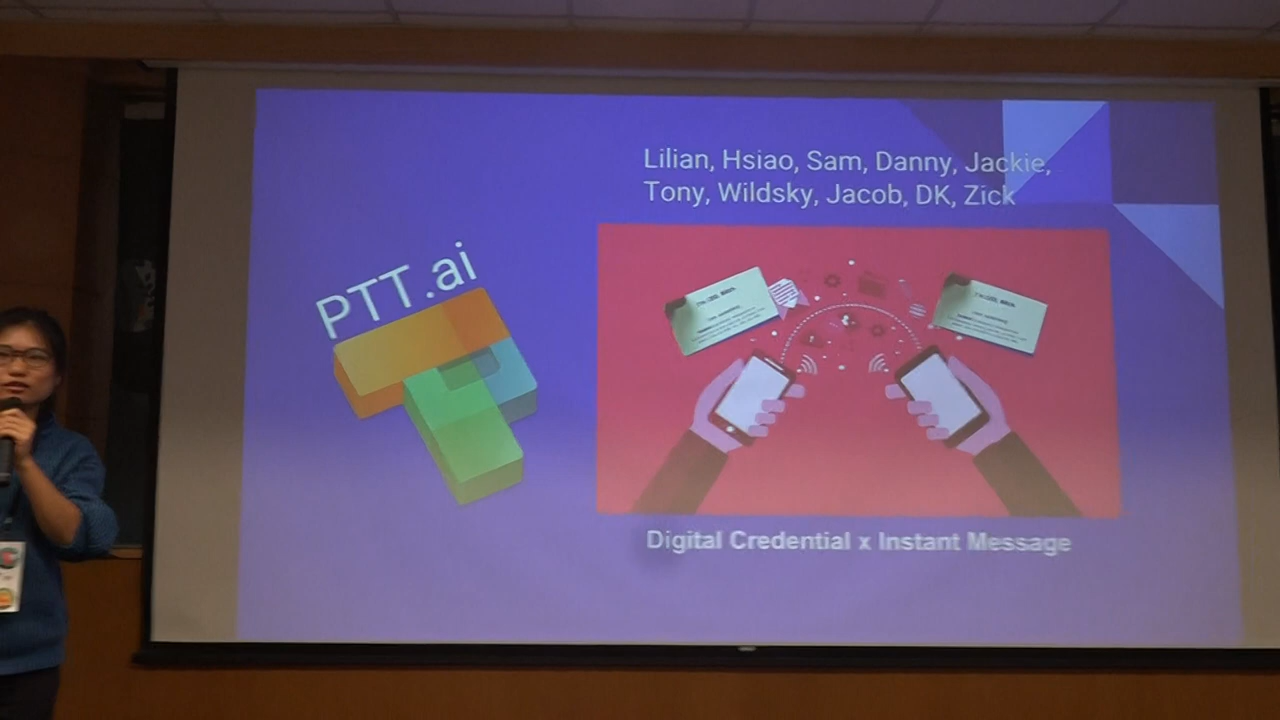 Lilian, Hsiao, Sam, Danny, Jackie,
Tony, Wildsky, Jacob, DK, Zick
PTT.ai
Digital Credential x Instant Message